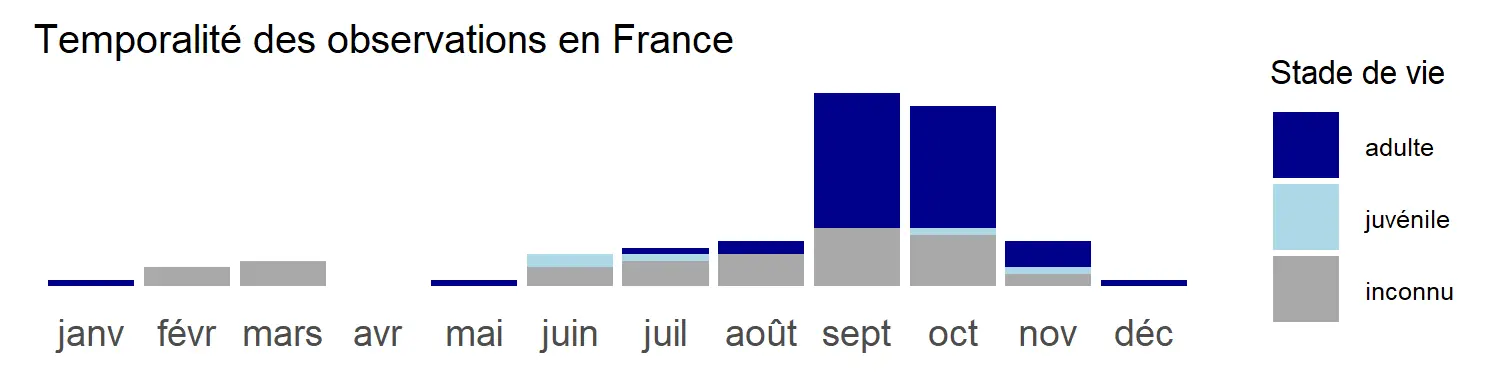 Temporalité des observations en France
Stade de vie
adulte
juvénile
inconnu
janv févr mars avr mai juin juil août sept oct nov déc